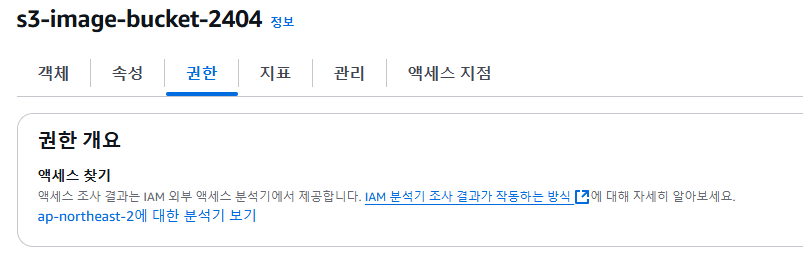 s3-image-bucket-2404 정보
객체 속성 권한 지표 관리 액세스 지점
권한 개요
액세스 찾기
액세스 조사 결과는 IAM 외부 액세스 분석기에서 제공합니다. IAM 분석기 조사 결과가 작동하는 방식 에 대해 자세히 알아보세요.
ap-northeast-2에 대한 분석기 보기